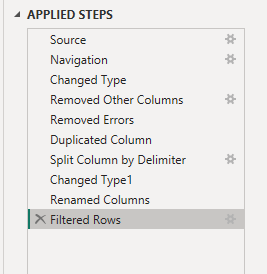 APPLIED STEPS
Source
Navigation
Changed Type
Removed Other Columns
Removed Errors
Duplicated Column
Split Column by Delimiter
Changed Type1
Renamed Columns
Filtered Rows